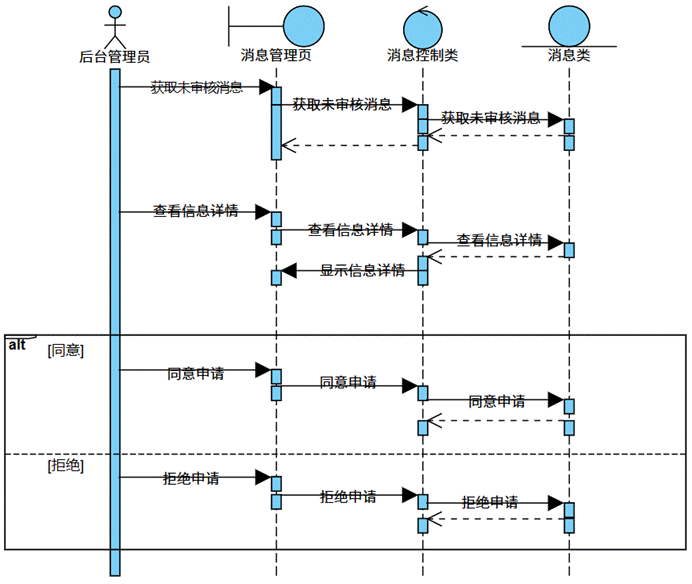 后台管理员
消息管理页
消息控制类
消息类
获取未审核消息
获取未审核消息
获取未审核消息
查看信息详情
查看信息详情
查看信息详情
显示信息详情
alt
[同意]
同意申请
同意申请
同意申请
[拒绝]
拒绝申请
拒绝申请
拒绝申请